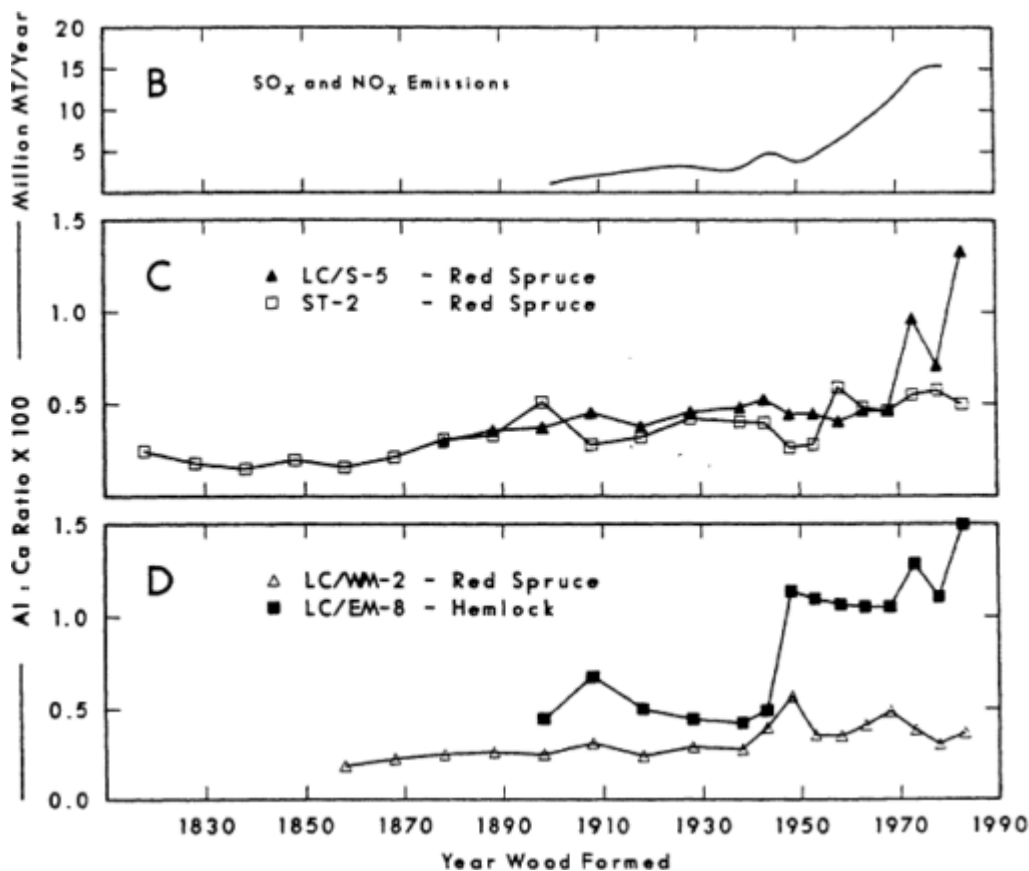 20
15
10
5
B
SOx and NOx Emissions
Million MT/Year
1.5
1.0
0.5
C
LC/S-5 - Red Spruce
ST-2 - Red Spruce
Al : Ca Ratio X 100
1.5
1.0
0.5
0.0
D
LC/WM-2 - Red Spruce
LC/EM-8 - Hemlock
1830 1850 1870 1890 1910 1930 1950 1970 1990
Year Wood Formed